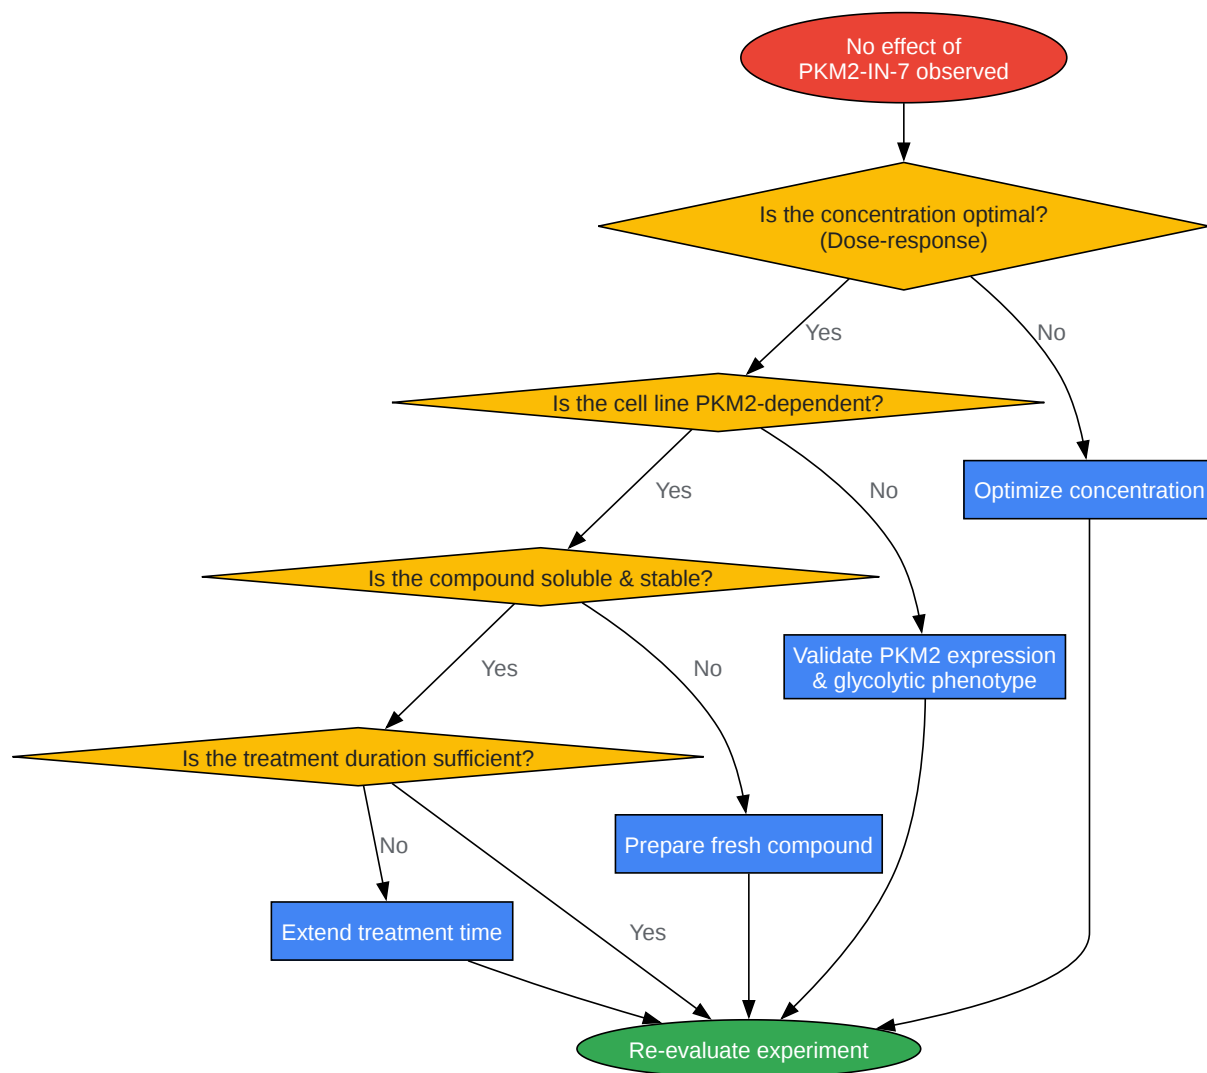 No effect of
PKM2-IN-7 observed
Is the concentration optimal?
(Dose-response)
Yes
No
Is the cell line PKM2-dependent?
Yes
No
Optimize concentration
Is the compound soluble & stable?
Yes
No
Validate PKM2 expression
& glycolytic phenotype
Is the treatment duration sufficient?
No
Yes
Prepare fresh compound
Extend treatment time
Re-evaluate experiment